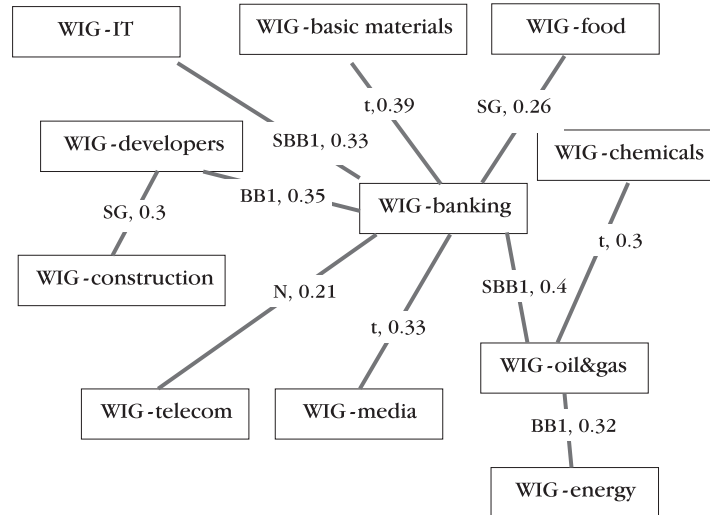 WIG-IT
WIG-basic materials
WIG-food
t,0.39
SG, 0.26
SBB1, 0.33
WIG-developers
WIG-chemicals
BB1, 0.35
WIG-banking
SG, 0.3
t, 0.3
WIG-construction
N, 0.21
SBB1, 0.4
t, 0.33
WIG-oil&gas
WIG-telecom
WIG-media
BB1, 0.32
WIG-energy